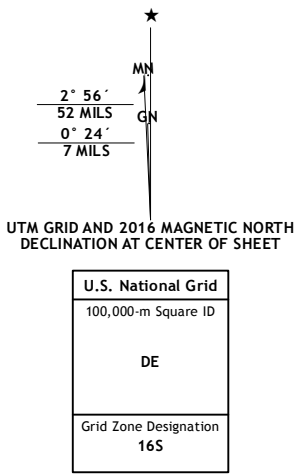 MN
2° 56´
52 MILS
GN
0° 24´
7 MILS
UTM GRID AND 2016 MAGNETIC NORTH
DECLINATION AT CENTER OF SHEET
U.S. National Grid
100,000-m Square ID
DE
Grid Zone Designation
16S